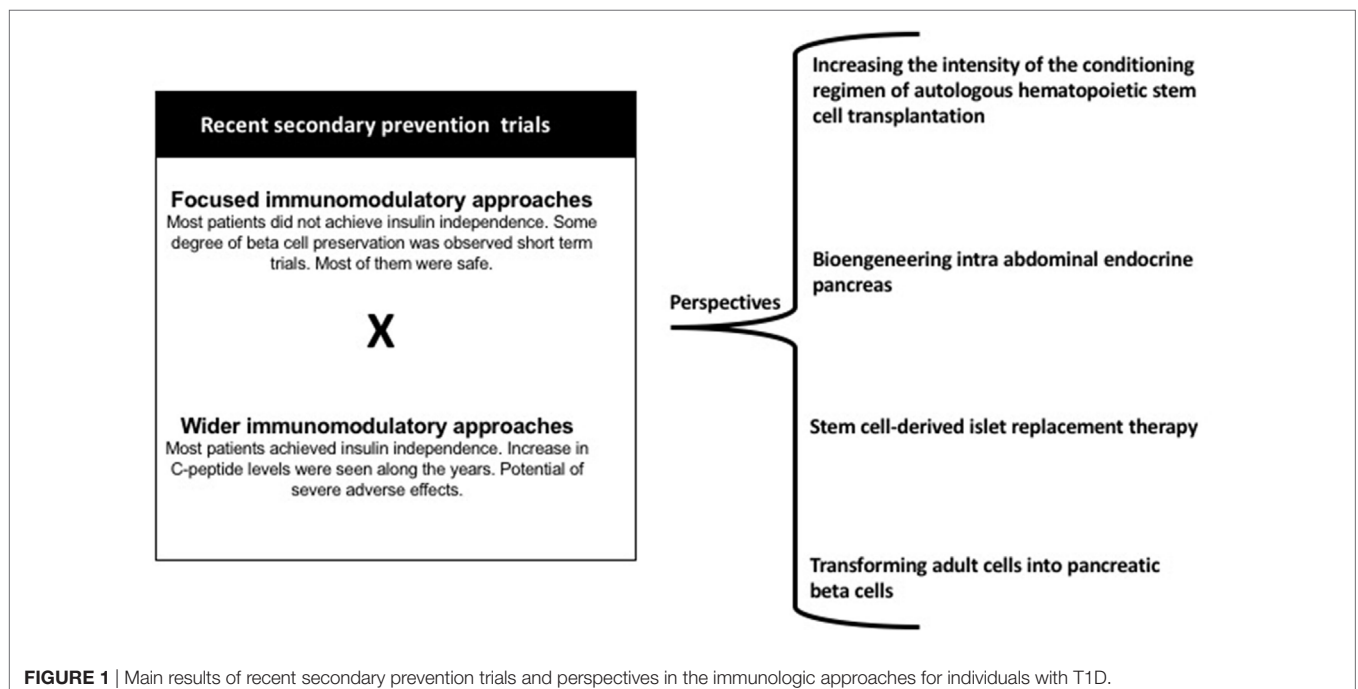 Recent secondary prevention trials
Focused immunomodulatory approaches
Most patients did not achieve insulin independence. Some
degree of beta cell preservation was observed short term
trials. Most of them were safe.
X
Wider immunomodulatory approaches
Most patients achieved insulin independence. Increase in
C-peptide levels were seen along the years. Potential of
severe adverse effects.
Perspectives
Increasing the intensity of the conditioning
regimen of autologous hematopoietic stem
cell transplantation
Bioengeneering intra abdominal endocrine
pancreas
Stem cell-derived islet replacement therapy
Transforming adult cells into pancreatic
beta cells
FIGURE 1 | Main results of recent secondary prevention trials and perspectives in the immunologic approaches for individuals with T1D.